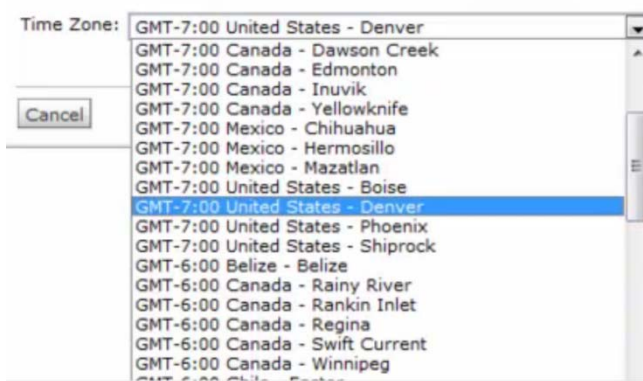 Time Zone: GMT-7:00 United States - Denver
GMT-7:00 Canada - Dawson Creek
GMT-7:00 Canada - Edmonton
GMT-7:00 Canada - Inuvik
GMT-7:00 Canada - Yellowknife
GMT-7:00 Mexico - Chihuahua
GMT-7:00 Mexico - Hermosillo
GMT-7:00 Mexico - Mazatlan
GMT-7:00 United States - Boise
GMT-7:00 United States - Denver
GMT-7:00 United States - Phoenix
GMT-7:00 United States - Shiprock
GMT-6:00 Belize - Belize
GMT-6:00 Canada - Rainy River
GMT-6:00 Canada - Rankin Inlet
GMT-6:00 Canada - Regina
GMT-6:00 Canada - Swift Current
GMT-6:00 Canada - Winnipeg
GMT-6:00 Chile - Easter
Cancel